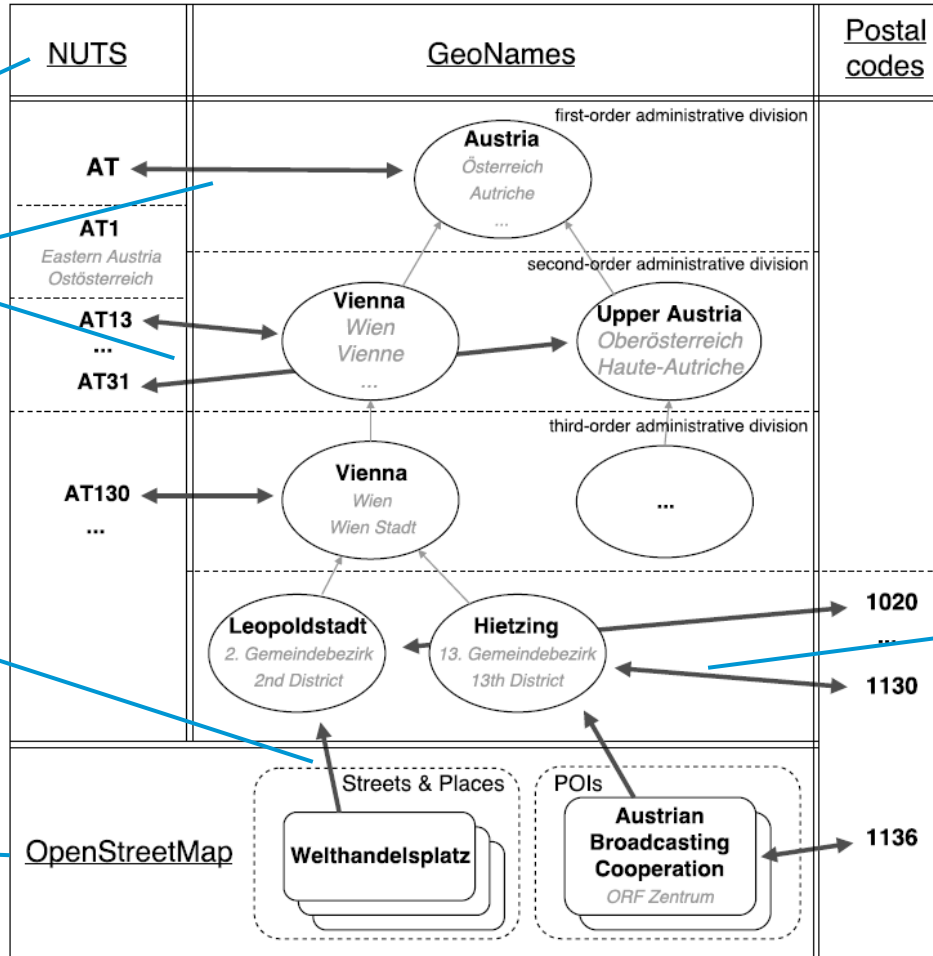 NUTS
GeoNames
Postal
codes
first-order administrative division
Austria
Österreich
Autriche
...
AT
AT1
Eastern Austria
Ostösterreich
second-order administrative division
Vienna
Wien
Vienne
...
Upper Austria
Oberösterreich
Haute-Autriche
AT13
...
AT31
third-order administrative division
Vienna
Wien
Wien Stadt
...
AT130
...
Leopoldstadt
2. Gemeindebezirk
2nd District
Hietzing
13. Gemeindebezirk
13th District
1020
...
1130
OpenStreetMap
Streets & Places
Welthandelsplatz
POIs
Austrian
Broadcasting
Cooperation
ORF Zentrum
1136